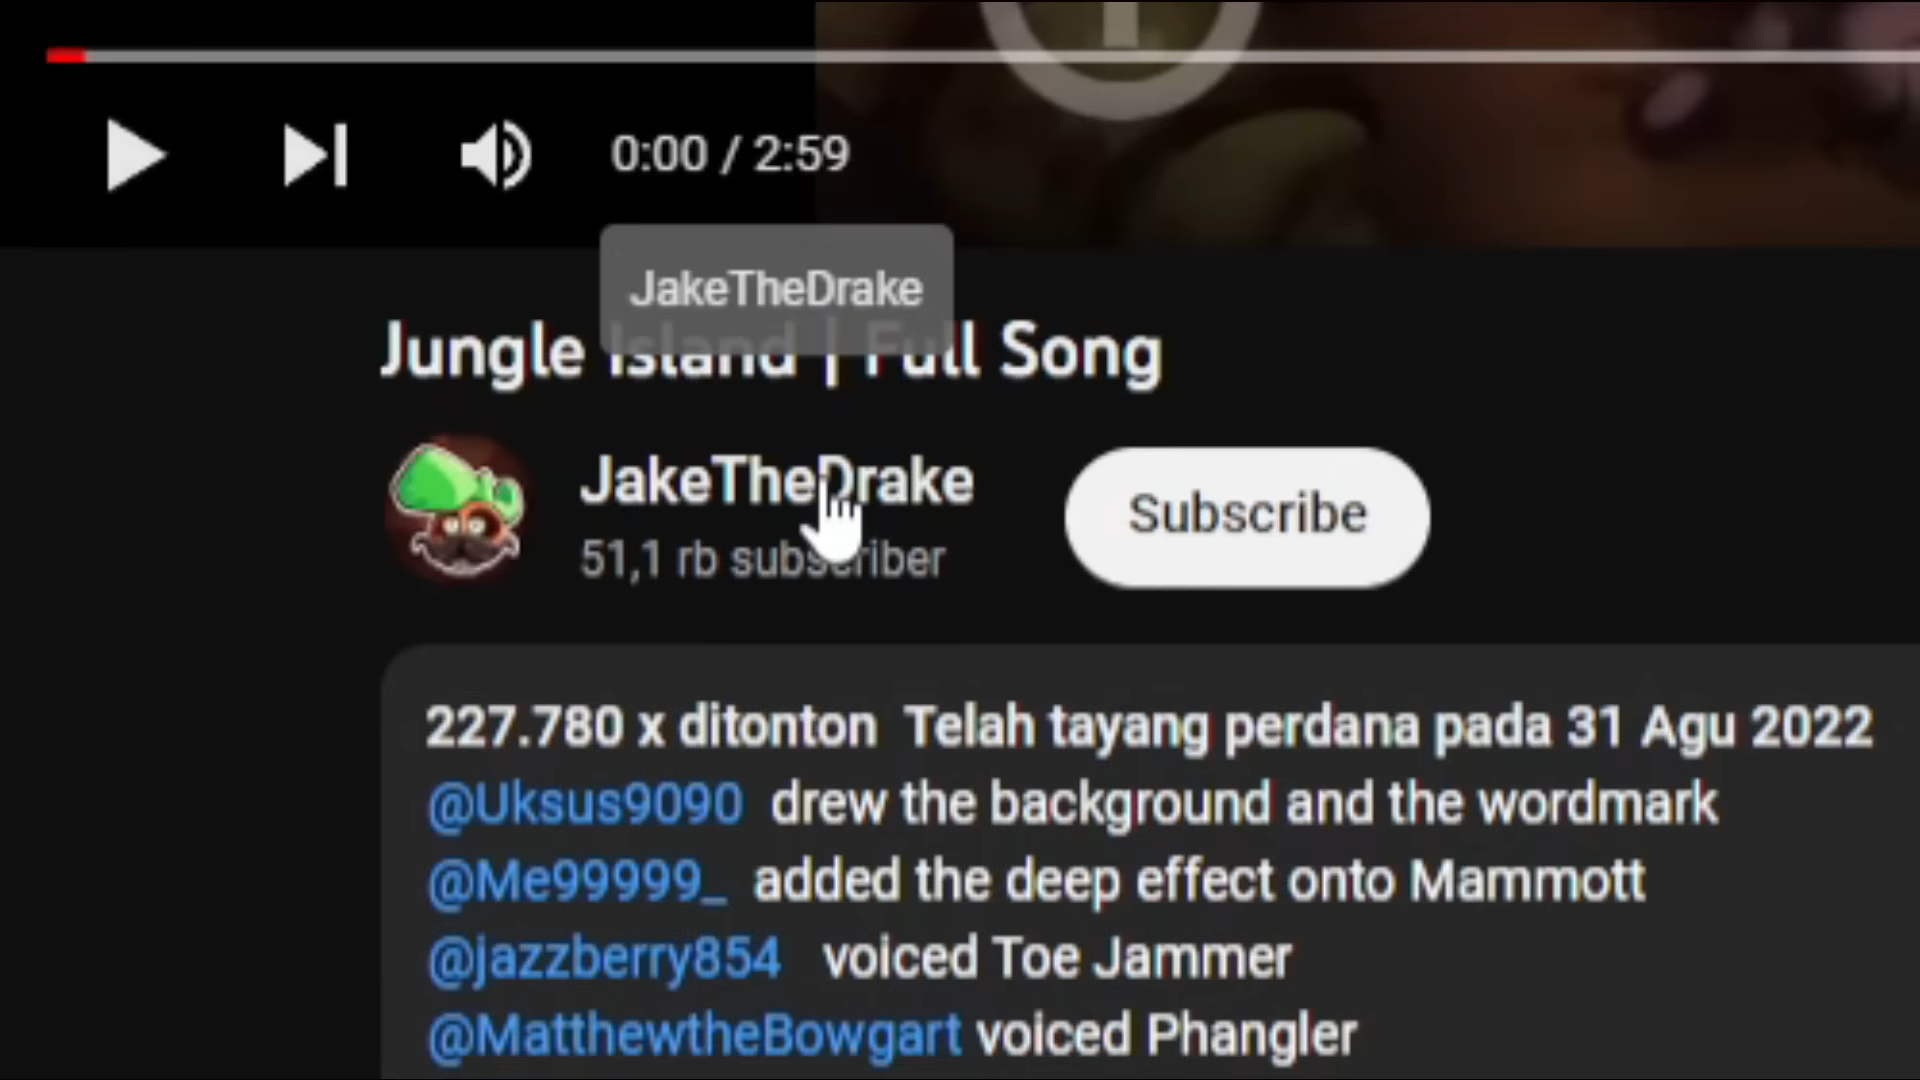 0:00 / 2:59
JakeTheDrake
Jungle Island | Full Song
JakeTheDrake
Subscribe
51,1 rb subscriber
227.780 x ditonton Telah tayang perdana pada 31 Agu 2022
@Uksus9090 drew the background and the wordmark
@Me99999_ added the deep effect onto Mammott
@jazzberry854 voiced Toe Jammer
@MatthewtheBowgart voiced Phangler